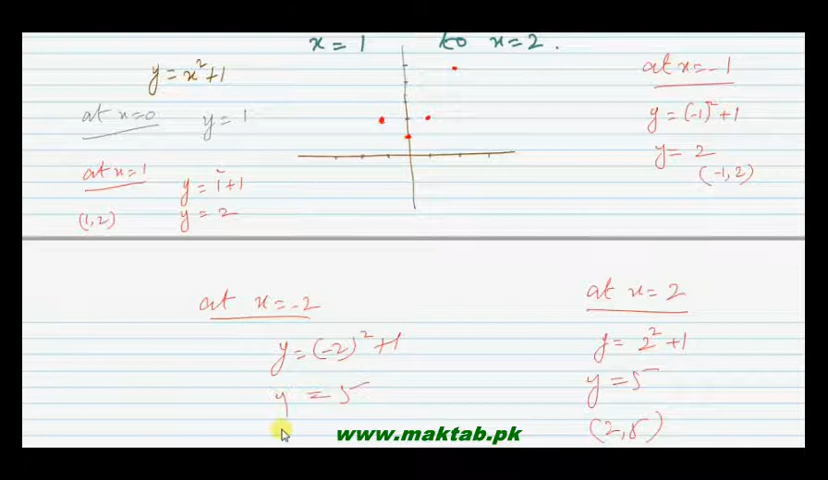 x = 1 to x = 2.
y = x²+1
at x=0 y = 1
at x=1 y = 1²+1
(1,2) y = 2
at x=-1
y = (-1)²+1
y = 2
(-1,2)
at x=-2
y = (-2)²+1
y = 5
at x=2
y = 2²+1
y = 5
(2,5)
www.maktab.pk